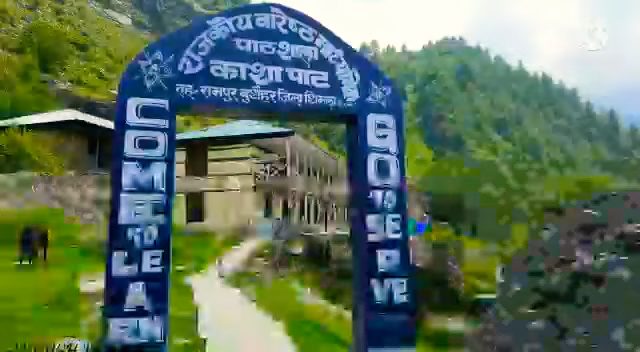 राजकीय वरिष्ठ
पाठशाला
काशा पाट
तह- रामपुर बुशैहर जिला शिमला
COME
TO
LEARN
GO
TO
SERVE